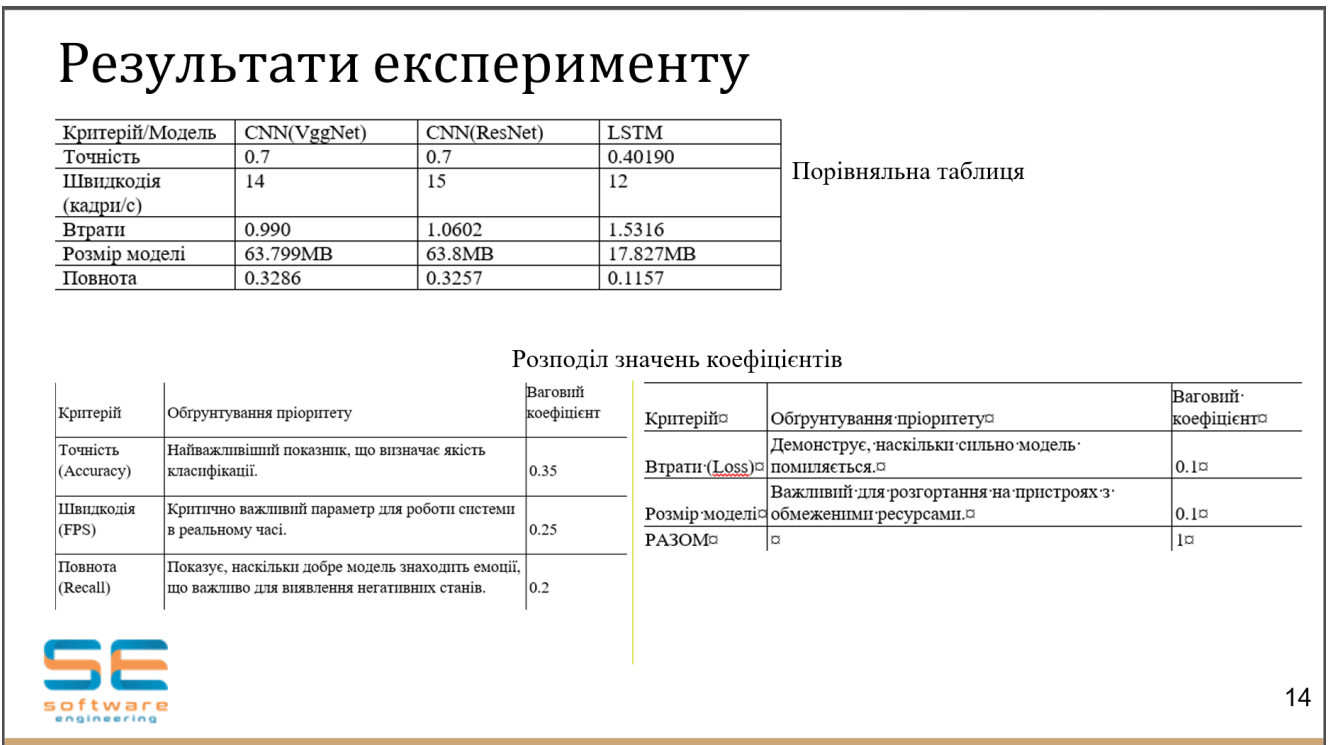 Результати експерименту
Критерій/Модель CNN(VggNet) CNN(ResNet) LSTM
Точність 0.7 0.7 0.40190
Швидкодія 14 15 12
(кадри/с)
Втрати 0.990 1.0602 1.5316
Розмір моделі 63.799MB 63.8MB 17.827MB
Повнота 0.3286 0.3257 0.1157
Порівняльна таблиця
Розподіл значень коефіцієнтів
Ваговий
Критерій Обґрунтування пріоритету коефіцієнт
Точність Найважливіший показник, що визначає якість
(Accuracy) класифікації. 0.35
Швидкодія Критично важливий параметр для роботи системи
(FPS) в реальному часі. 0.25
Повнота Показує, наскільки добре модель знаходить емоції,
(Recall) що важливо для виявлення негативних станів. 0.2
Ваговий·
Критерій¤ Обґрунтування·пріоритету¤ коефіцієнт¤
Демонструє,·наскільки·сильно·модель·
Втрати·(Loss)¤ помиляється.¤ 0.1¤
Важливий·для·розгортання·на·пристроях·з·
Розмір·моделі¤ обмеженими·ресурсами.¤ 0.1¤
РАЗОМ¤ ¤ 1¤
SE
software
engineering
14